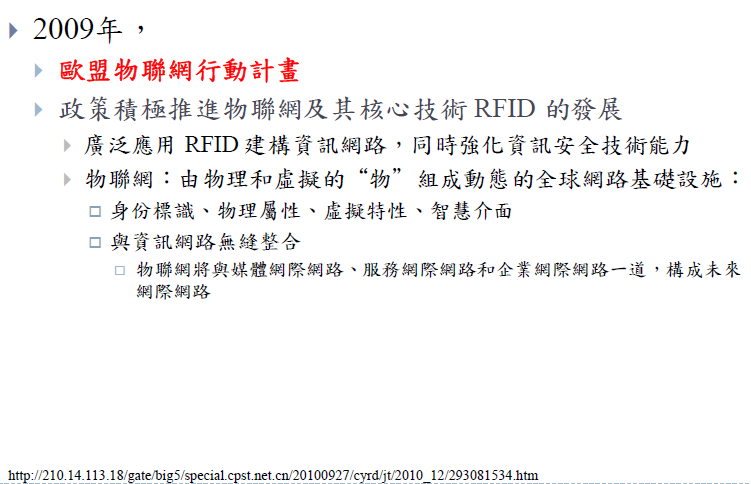 2009年，
歐盟物聯網行動計畫
政策積極推進物聯網及其核心技術 RFID 的發展
廣泛應用 RFID 建構資訊網路，同時強化資訊安全技術能力
物聯網：由物理和虛擬的“物”組成動態的全球網路基礎設施：
身份標識、物理屬性、虛擬特性、智慧介面
與資訊網路無縫整合
物聯網將與媒體網際網路、服務網際網路和企業網際網路一道，構成未來
網際網路
http://210.14.113.18/gate/big5/special.cpst.net.cn/20100927/cyrd/jt/2010_12/293081534.htm